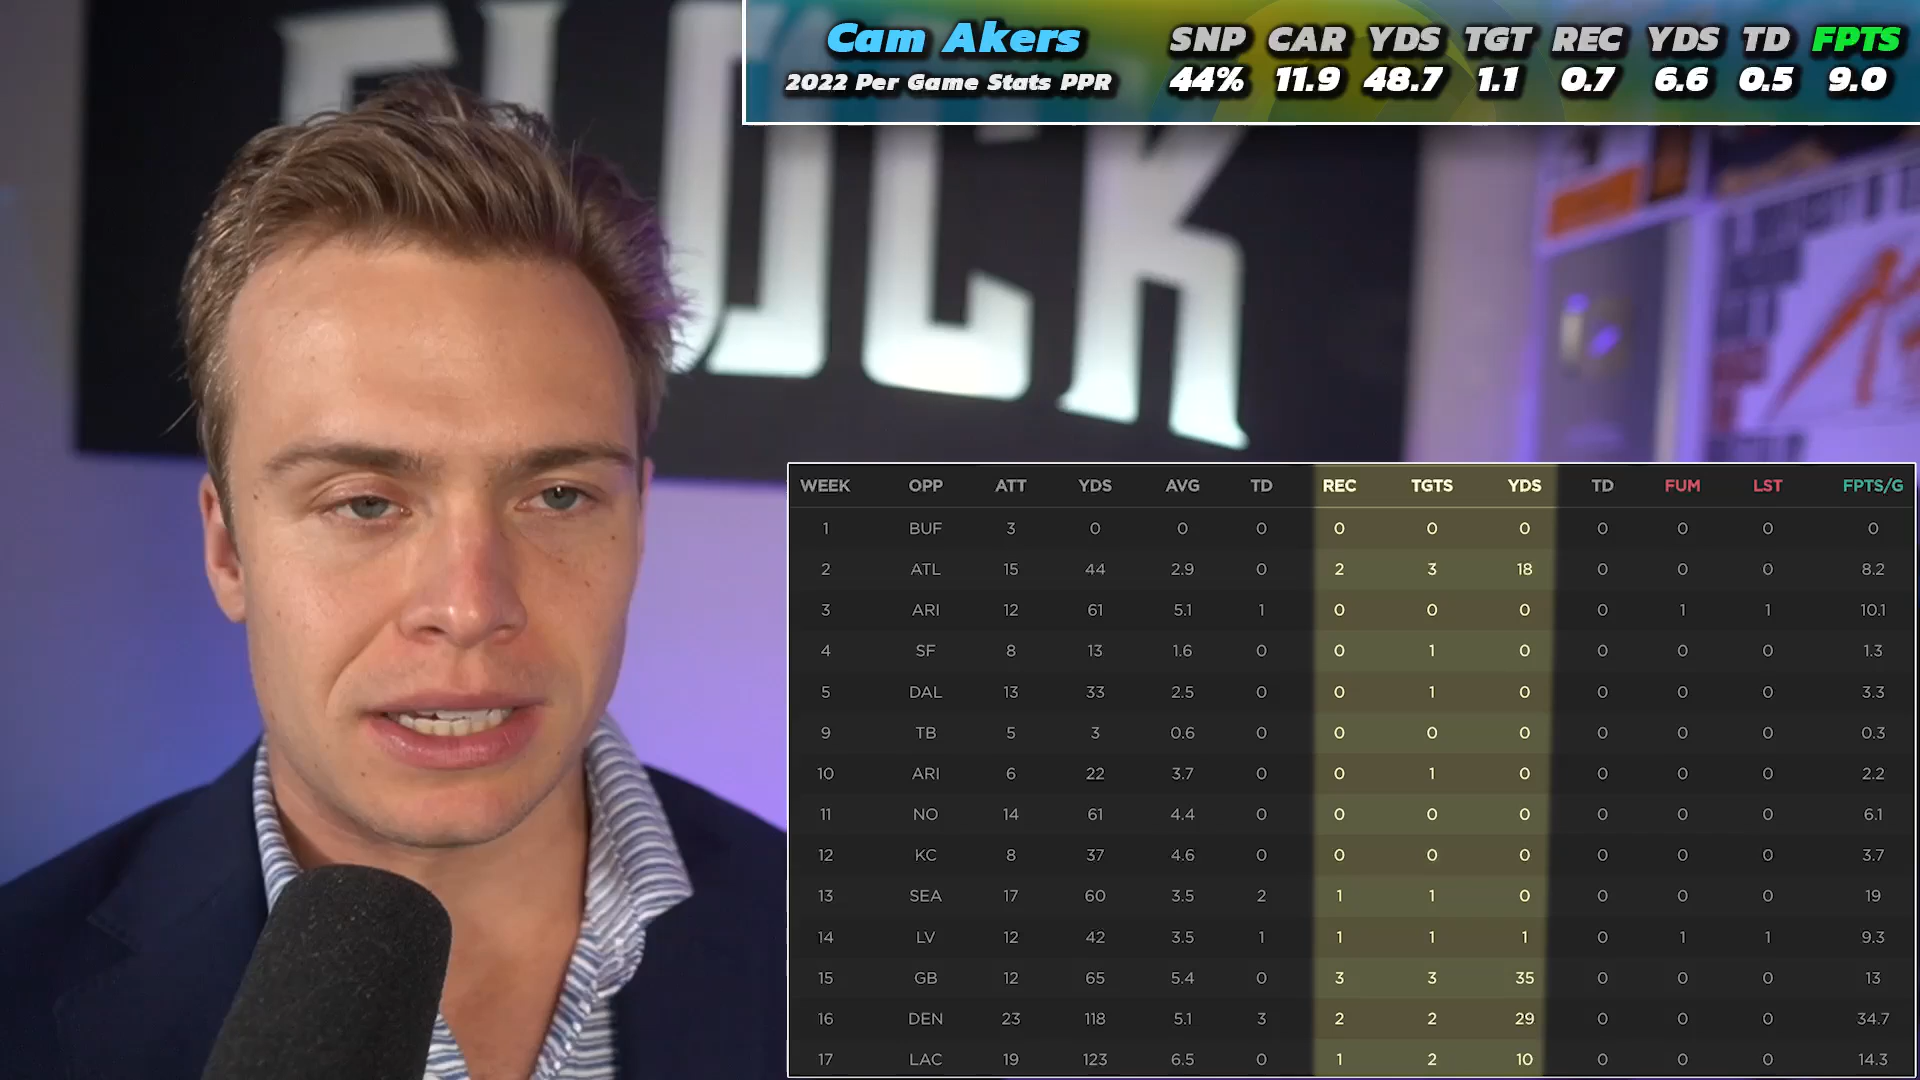 Cam Akers
2022 Per Game Stats PPR
SNP CAR YDS TGT REC YDS TD FPTS
44% 11.9 48.7 1.1 0.7 6.6 0.5 9.0
WEEK OPP ATT YDS AVG TD REC TGTS YDS TD FUM LST FPTS/G
1 BUF 3 0 0 0 0 0 0 0 0 0 0
2 ATL 15 44 2.9 0 2 3 18 0 0 0 8.2
3 ARI 12 61 5.1 1 0 0 0 0 1 1 10.1
4 SF 8 13 1.6 0 0 1 0 0 0 0 1.3
5 DAL 13 33 2.5 0 0 1 0 0 0 0 3.3
9 TB 5 3 0.6 0 0 0 0 0 0 0 0.3
10 ARI 6 22 3.7 0 0 1 0 0 0 0 2.2
11 NO 14 61 4.4 0 0 0 0 0 0 0 6.1
12 KC 8 37 4.6 0 0 0 0 0 0 0 3.7
13 SEA 17 60 3.5 2 1 1 0 0 0 0 19
14 LV 12 42 3.5 1 1 1 1 0 1 1 9.3
15 GB 12 65 5.4 0 3 3 35 0 0 0 13
16 DEN 23 118 5.1 3 2 2 29 0 0 0 34.7
17 LAC 19 123 6.5 0 1 2 10 0 0 0 14.3